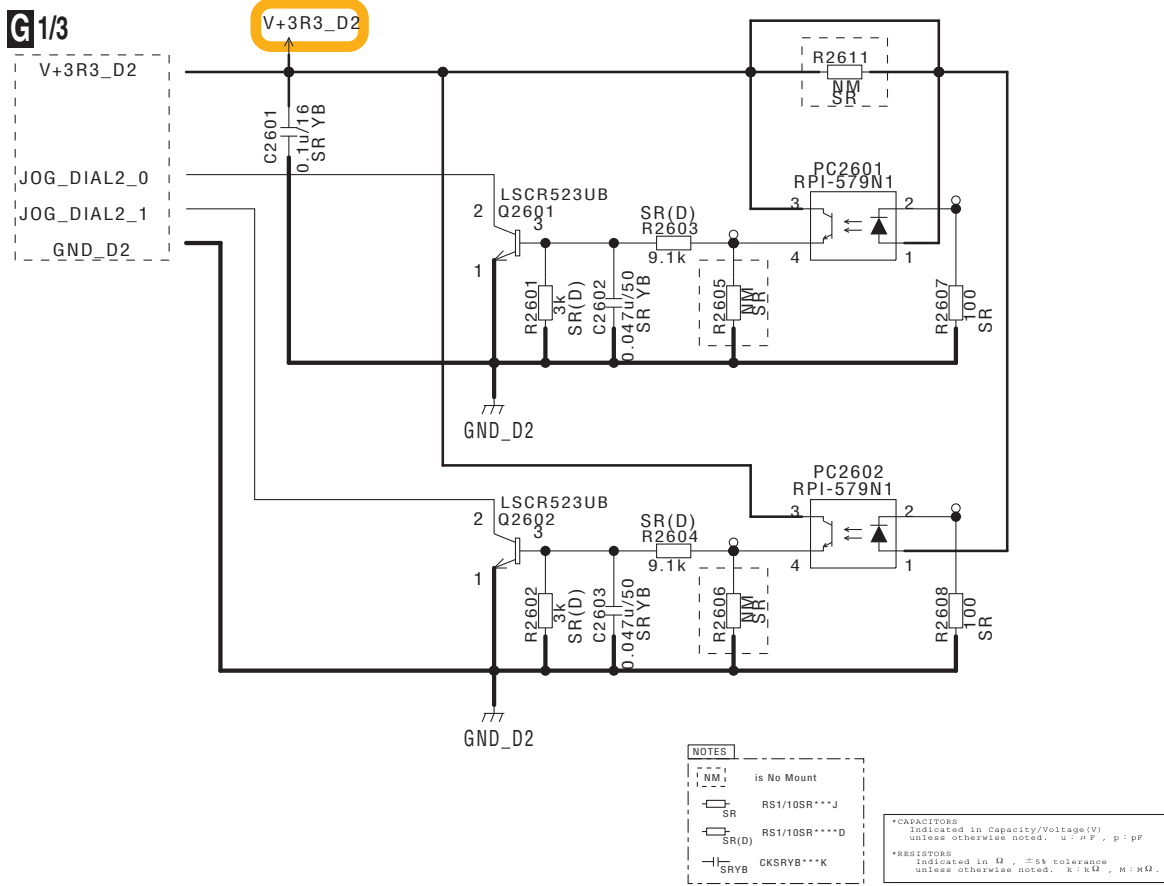 G 1/3
V+3R3_D2
V+3R3_D2
JOG_DIAL2_0
JOG_DIAL2_1
GND_D2
C2601
0.1u/16
SR YB
R2611
NM
SR
LSCR523UB
Q2601
2
3
1
R2601
3k
SR(D)
C2602
0.047u/50
SR YB
SR(D)
R2603
9.1k
R2605
NM
SR
PC2601
RPI-579N1
3
2
4
1
R2607
100
SR
GND_D2
LSCR523UB
Q2602
2
3
1
R2602
3k
SR(D)
C2603
0.047u/50
SR YB
SR(D)
R2604
9.1k
R2606
NM
SR
PC2602
RPI-579N1
3
2
4
1
R2608
100
SR
GND_D2
NOTES
NM is No Mount
SR RS1/10SR***J
SR(D) RS1/10SR****D
SRYB CKSRYB***K
*CAPACITORS
Indicated in Capacity/Voltage(V)
unless otherwise noted. u : μF , p : pF
*RESISTORS
Indicated in Ω , ±5% tolerance
unless otherwise noted. k : kΩ , M : MΩ.